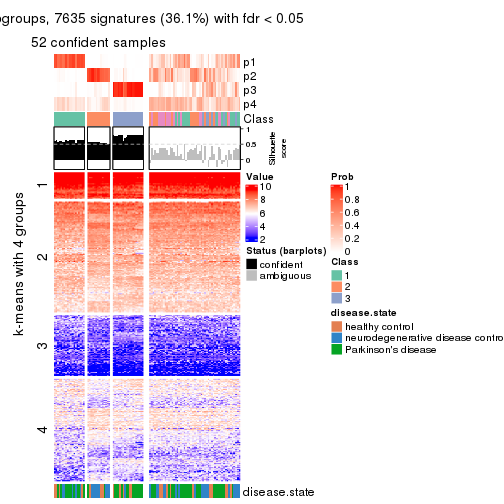 ogroups, 7635 signatures (36.1%) with fdr < 0.05
52 confident samples
p1
p2
p3
p4
Class
1
0.5
0
Silhouette
score
k-means with 4 groups
1
2
3
4
disease.state
Value
10
8
6
4
2
Status (barplots)
confident
ambiguous
Prob
1
0.8
0.6
0.4
0.2
0
Class
1
2
3
disease.state
healthy control
neurodegenerative disease contro
Parkinson's disease